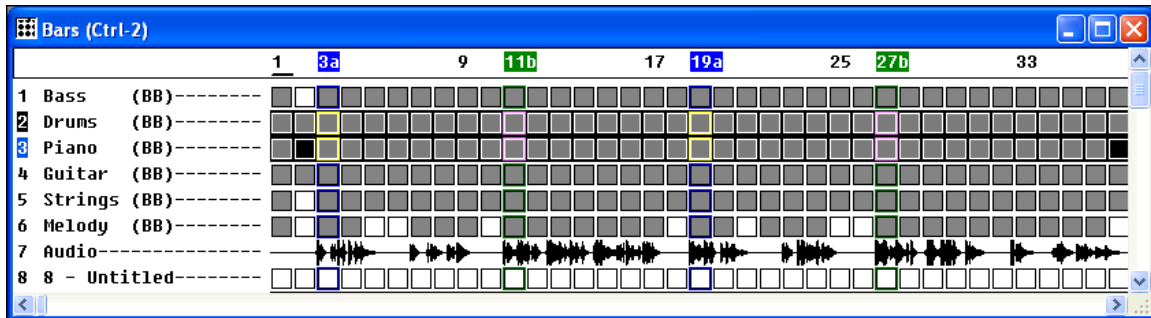 Bars (Ctrl-2)
1 3a 9 11b 17 19a 25 27b 33
1 Bass (BB)--------
2 Drums (BB)--------
3 Piano (BB)--------
4 Guitar (BB)--------
5 Strings (BB)--------
6 Melody (BB)--------
7 Audio---------------
8 8 - Untitled--------